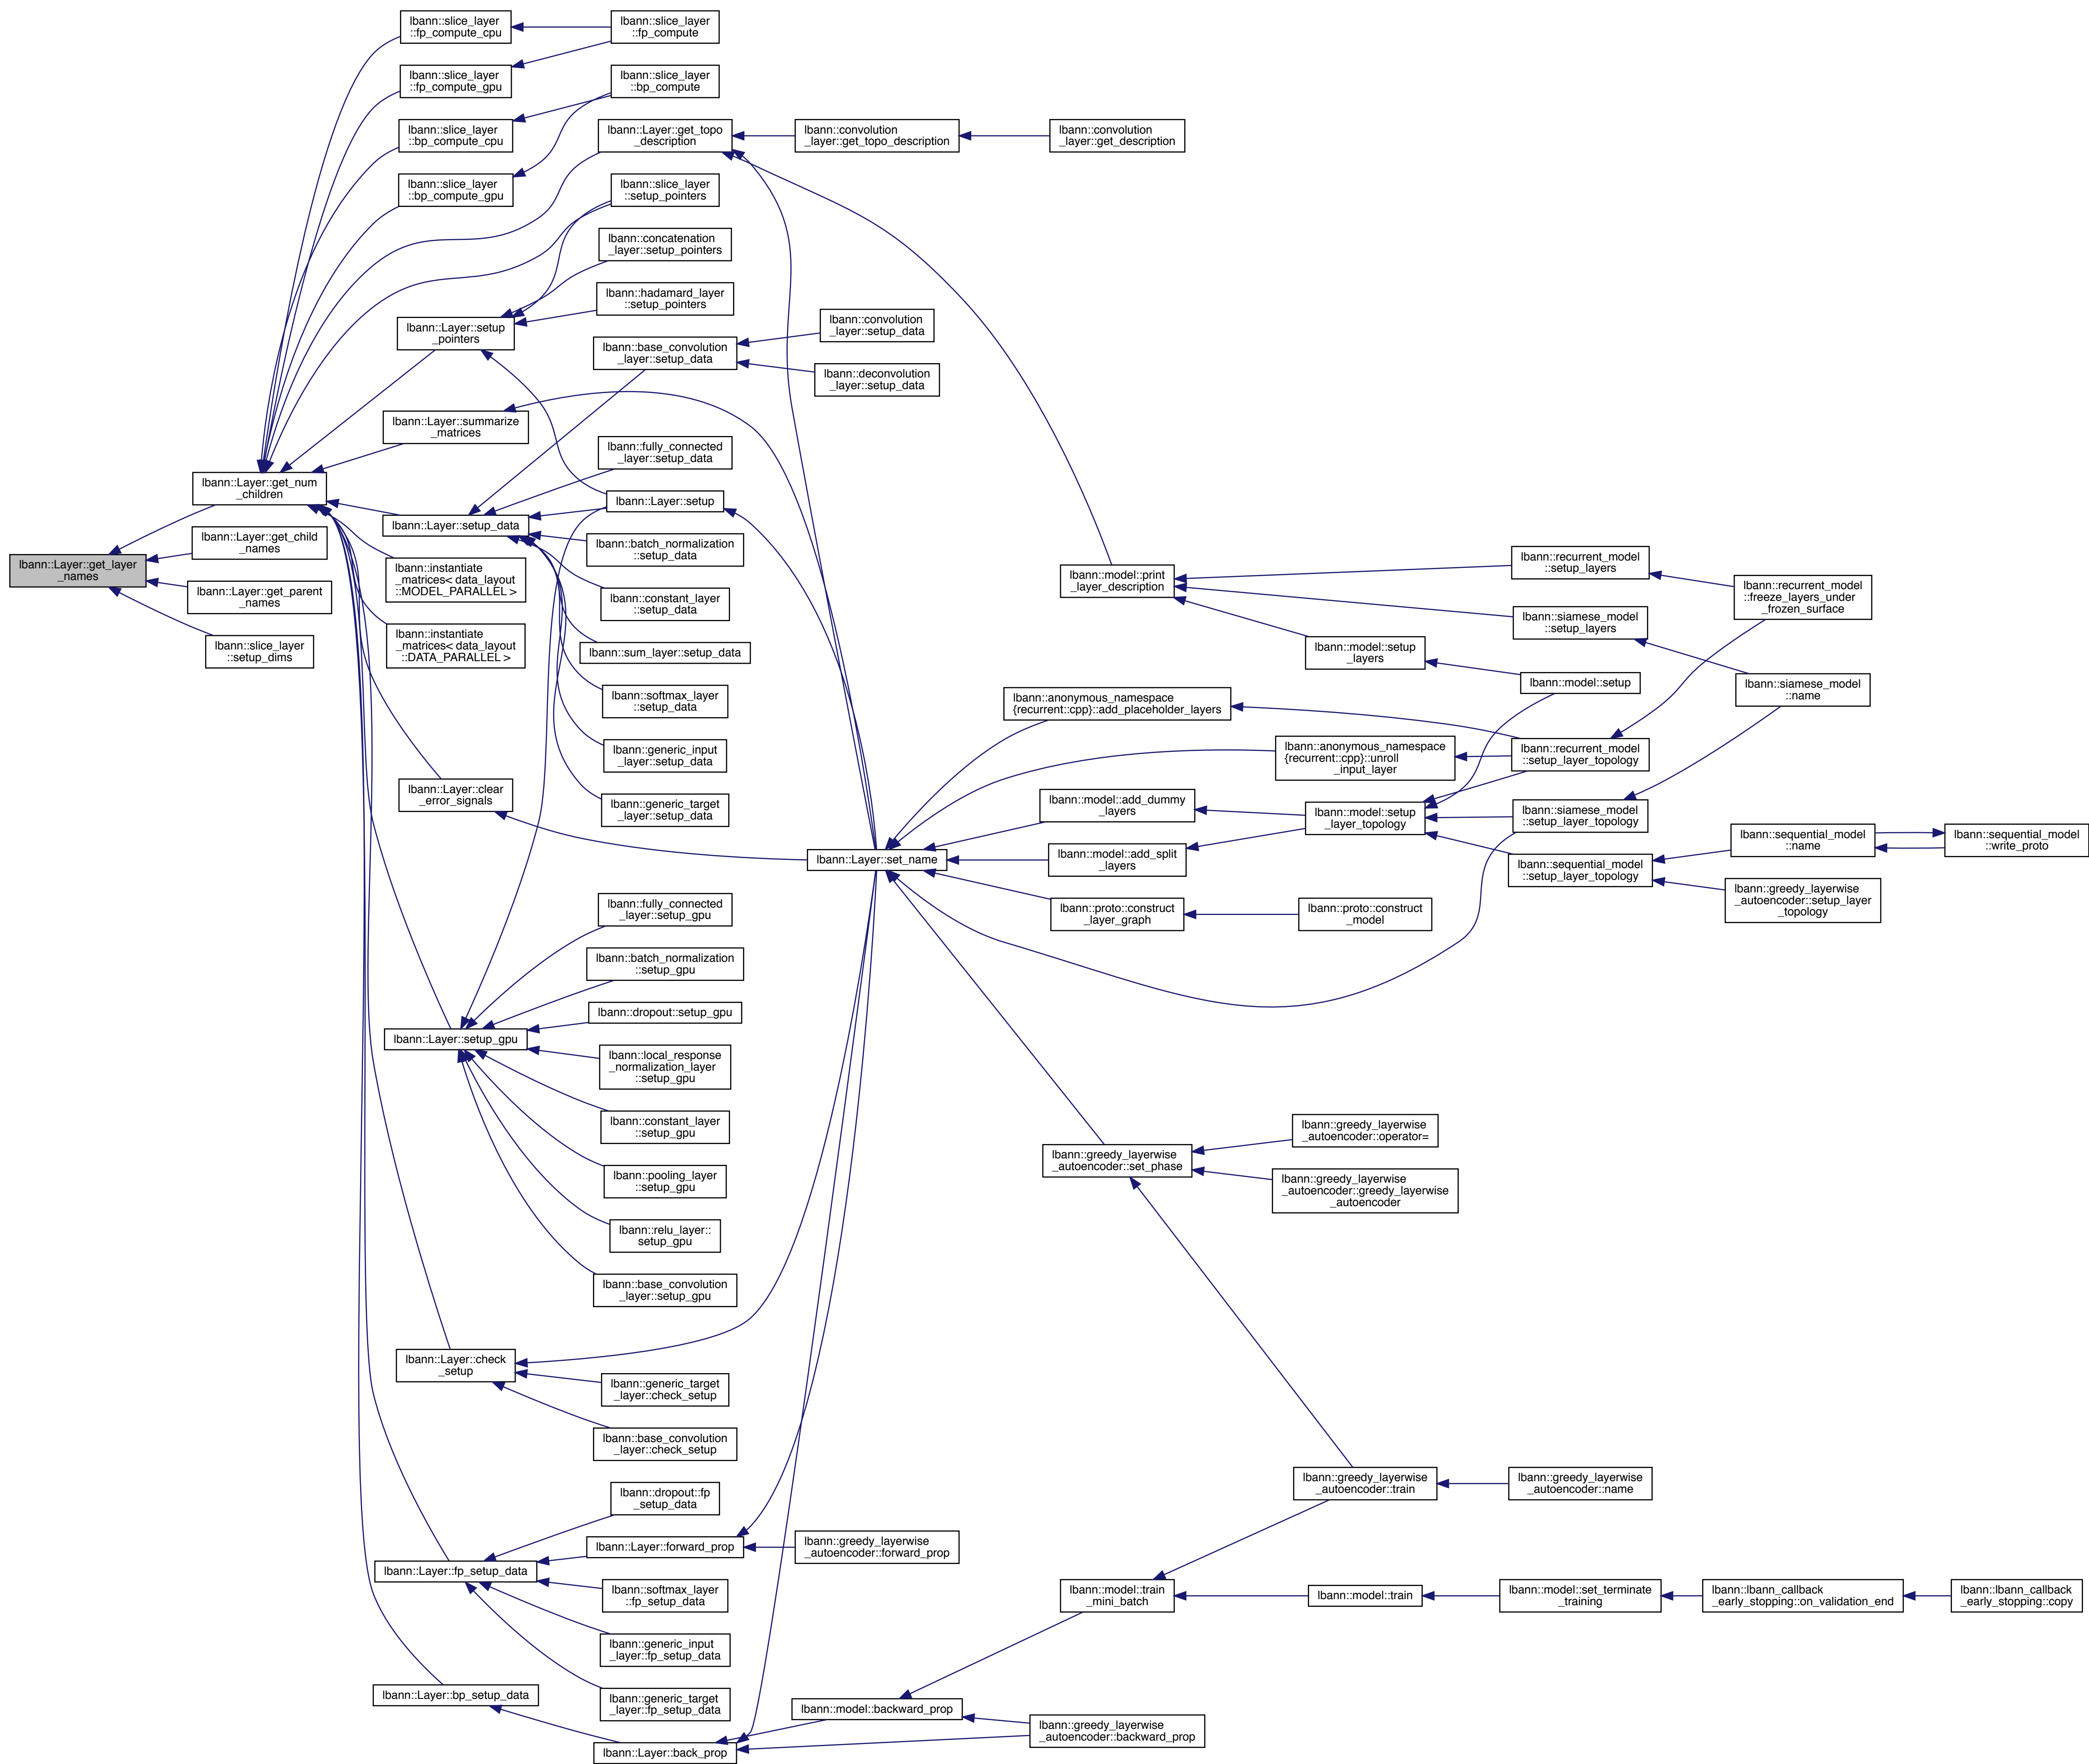 lbann::Layer::get_layer
_names
lbann::Layer::get_num
_children
lbann::Layer::get_child
_names
lbann::Layer::get_parent
_names
lbann::slice_layer
::setup_dims
lbann::slice_layer
::fp_compute_cpu
lbann::slice_layer
::fp_compute_gpu
lbann::slice_layer
::bp_compute_cpu
lbann::slice_layer
::bp_compute_gpu
lbann::Layer::setup
_pointers
lbann::Layer::summarize
_matrices
lbann::Layer::setup_data
lbann::instantiate
_matrices< data_layout
::MODEL_PARALLEL >
lbann::instantiate
_matrices< data_layout
::DATA_PARALLEL >
lbann::Layer::clear
_error_signals
lbann::Layer::setup_gpu
lbann::Layer::check
_setup
lbann::Layer::fp_setup_data
lbann::Layer::bp_setup_data
lbann::slice_layer
::fp_compute
lbann::slice_layer
::bp_compute
lbann::Layer::get_topo
_description
lbann::slice_layer
::setup_pointers
lbann::concatenation
_layer::setup_pointers
lbann::hadamard_layer
::setup_pointers
lbann::base_convolution
_layer::setup_data
lbann::fully_connected
_layer::setup_data
lbann::Layer::setup
lbann::batch_normalization
::setup_data
lbann::constant_layer
::setup_data
lbann::sum_layer::setup_data
lbann::softmax_layer
::setup_data
lbann::generic_input
_layer::setup_data
lbann::generic_target
_layer::setup_data
lbann::fully_connected
_layer::setup_gpu
lbann::batch_normalization
::setup_gpu
lbann::dropout::setup_gpu
lbann::local_response
_normalization_layer
::setup_gpu
lbann::constant_layer
::setup_gpu
lbann::pooling_layer
::setup_gpu
lbann::relu_layer::
setup_gpu
lbann::base_convolution
_layer::setup_gpu
lbann::generic_target
_layer::check_setup
lbann::base_convolution
_layer::check_setup
lbann::dropout::fp
_setup_data
lbann::Layer::forward_prop
lbann::softmax_layer
::fp_setup_data
lbann::generic_input
_layer::fp_setup_data
lbann::generic_target
_layer::fp_setup_data
lbann::Layer::back_prop
lbann::convolution
_layer::get_topo_description
lbann::convolution
_layer::get_description
lbann::convolution
_layer::setup_data
lbann::deconvolution
_layer::setup_data
lbann::Layer::set_name
lbann::greedy_layerwise
_autoencoder::forward_prop
lbann::model::backward_prop
lbann::model::print
_layer_description
lbann::anonymous_namespace
{recurrent::cpp}::add_placeholder_layers
lbann::model::add_dummy
_layers
lbann::model::add_split
_layers
lbann::proto::construct
_layer_graph
lbann::greedy_layerwise
_autoencoder::set_phase
lbann::model::train
_mini_batch
lbann::greedy_layerwise
_autoencoder::backward_prop
lbann::model::setup
_layers
lbann::anonymous_namespace
{recurrent::cpp}::unroll
_input_layer
lbann::model::setup
_layer_topology
lbann::proto::construct
_model
lbann::greedy_layerwise
_autoencoder::operator=
lbann::greedy_layerwise
_autoencoder::greedy_layerwise
_autoencoder
lbann::greedy_layerwise
_autoencoder::train
lbann::model::train
lbann::recurrent_model
::setup_layers
lbann::siamese_model
::setup_layers
lbann::model::setup
lbann::recurrent_model
::setup_layer_topology
lbann::siamese_model
::setup_layer_topology
lbann::sequential_model
::setup_layer_topology
lbann::greedy_layerwise
_autoencoder::name
lbann::model::set_terminate
_training
lbann::recurrent_model
::freeze_layers_under
_frozen_surface
lbann::siamese_model
::name
lbann::sequential_model
::name
lbann::greedy_layerwise
_autoencoder::setup_layer
_topology
lbann::lbann_callback
_early_stopping::on_validation_end
lbann::sequential_model
::write_proto
lbann::lbann_callback
_early_stopping::copy